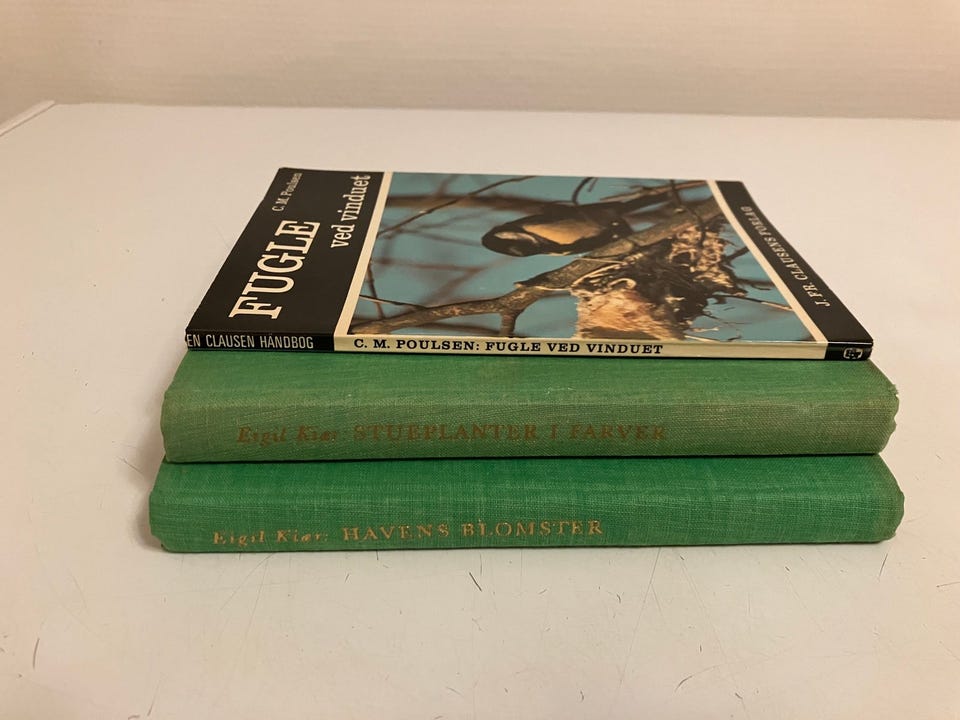 C. M. Poulsen
FUGLE
ved vinduet
J. FR. CLAUSENS FORLAG
EN CLAUSEN HÅNDBOG
C. M. POULSEN: FUGLE VED VINDUET
Eigil Kiær: STUEPLANTER I FARVER
Eigil Kiær: HAVENS BLOMSTER